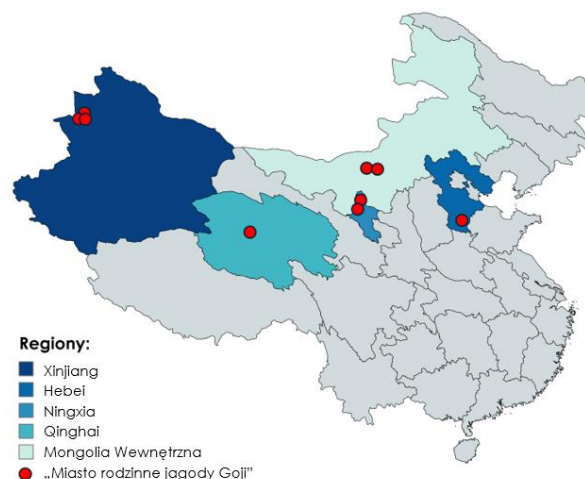 Regiony:
Xinjiang
Hebei
Ningxia
Qinghai
Mongolia Wewnętrzna
„Miasto rodzinne jagody Goji”